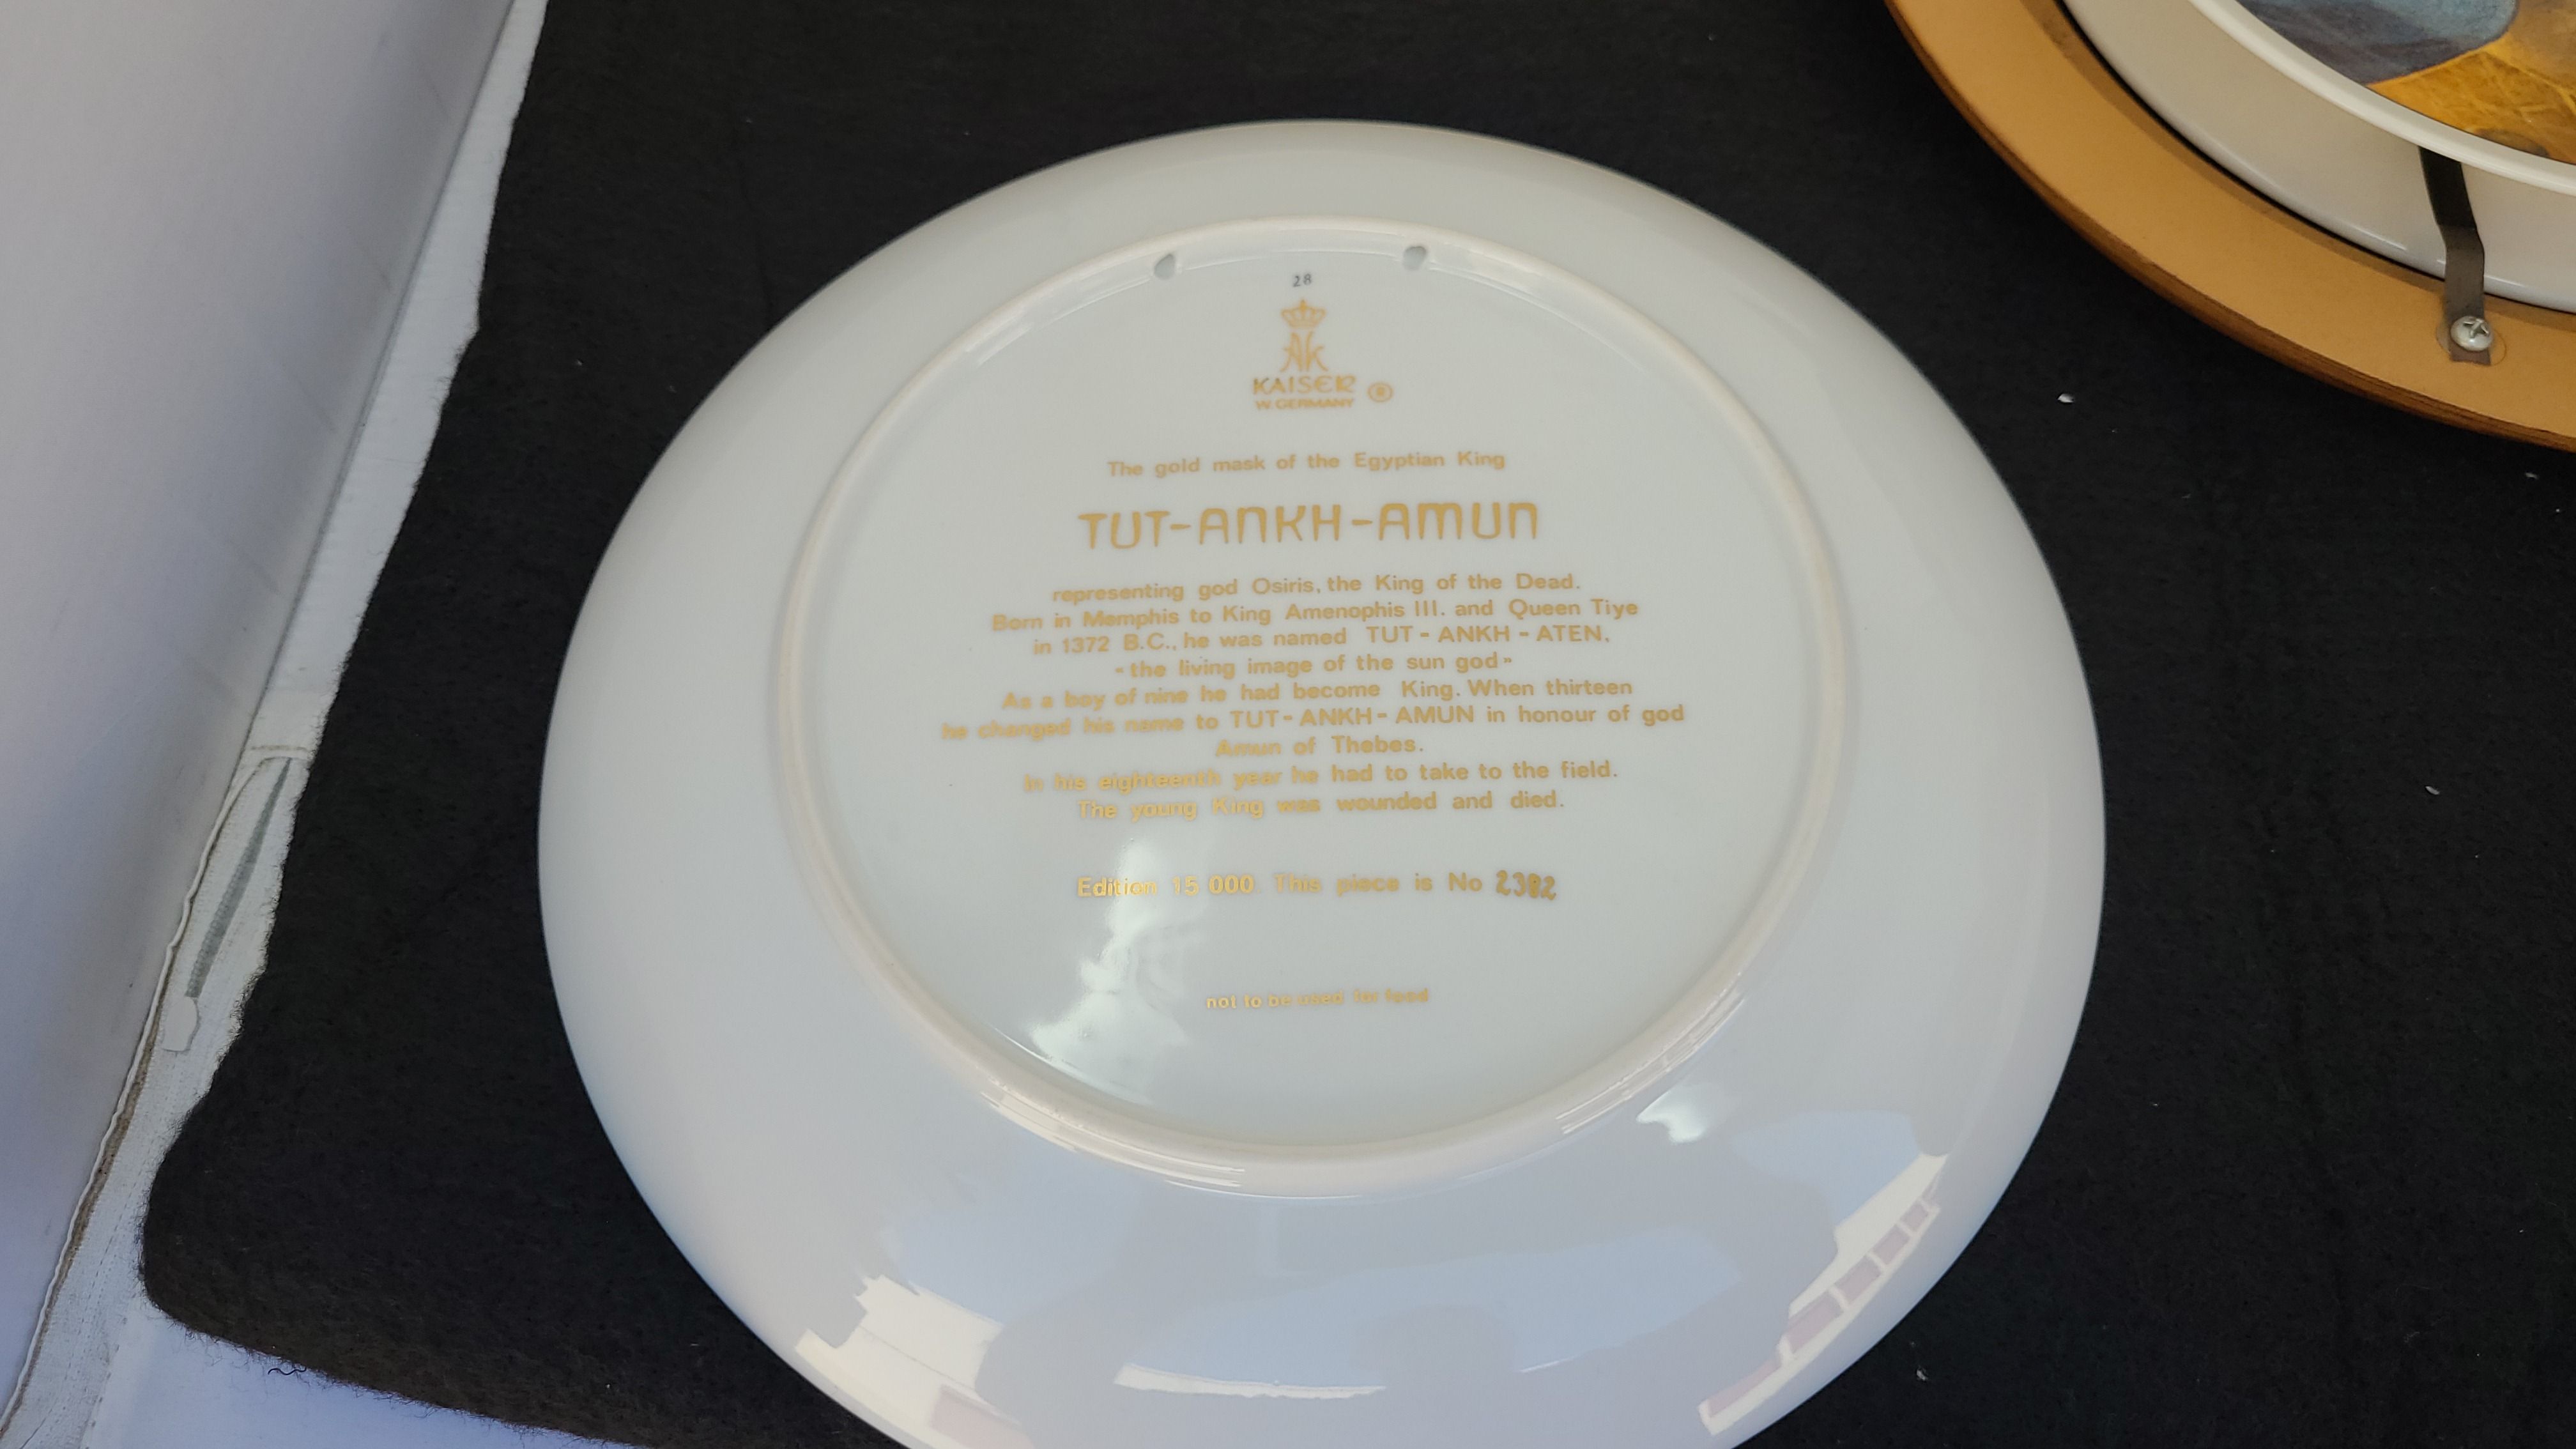 28
AK
KAISER ®
W. GERMANY
The gold mask of the Egyptian King
TUT-ANKH-AMUN
representing god Osiris, the King of the Dead.
Born in Memphis to King Amenophis III. and Queen Tiye
in 1372 B.C., he was named TUT - ANKH - ATEN,
- the living image of the sun god -
As a boy of nine he had become King. When thirteen
he changed his name to TUT - ANKH - AMUN in honour of god
Amun of Thebes.
In his eighteenth year he had to take to the field.
The young King was wounded and died.
Edition 15 000 This piece is No 2382
not to be used for food